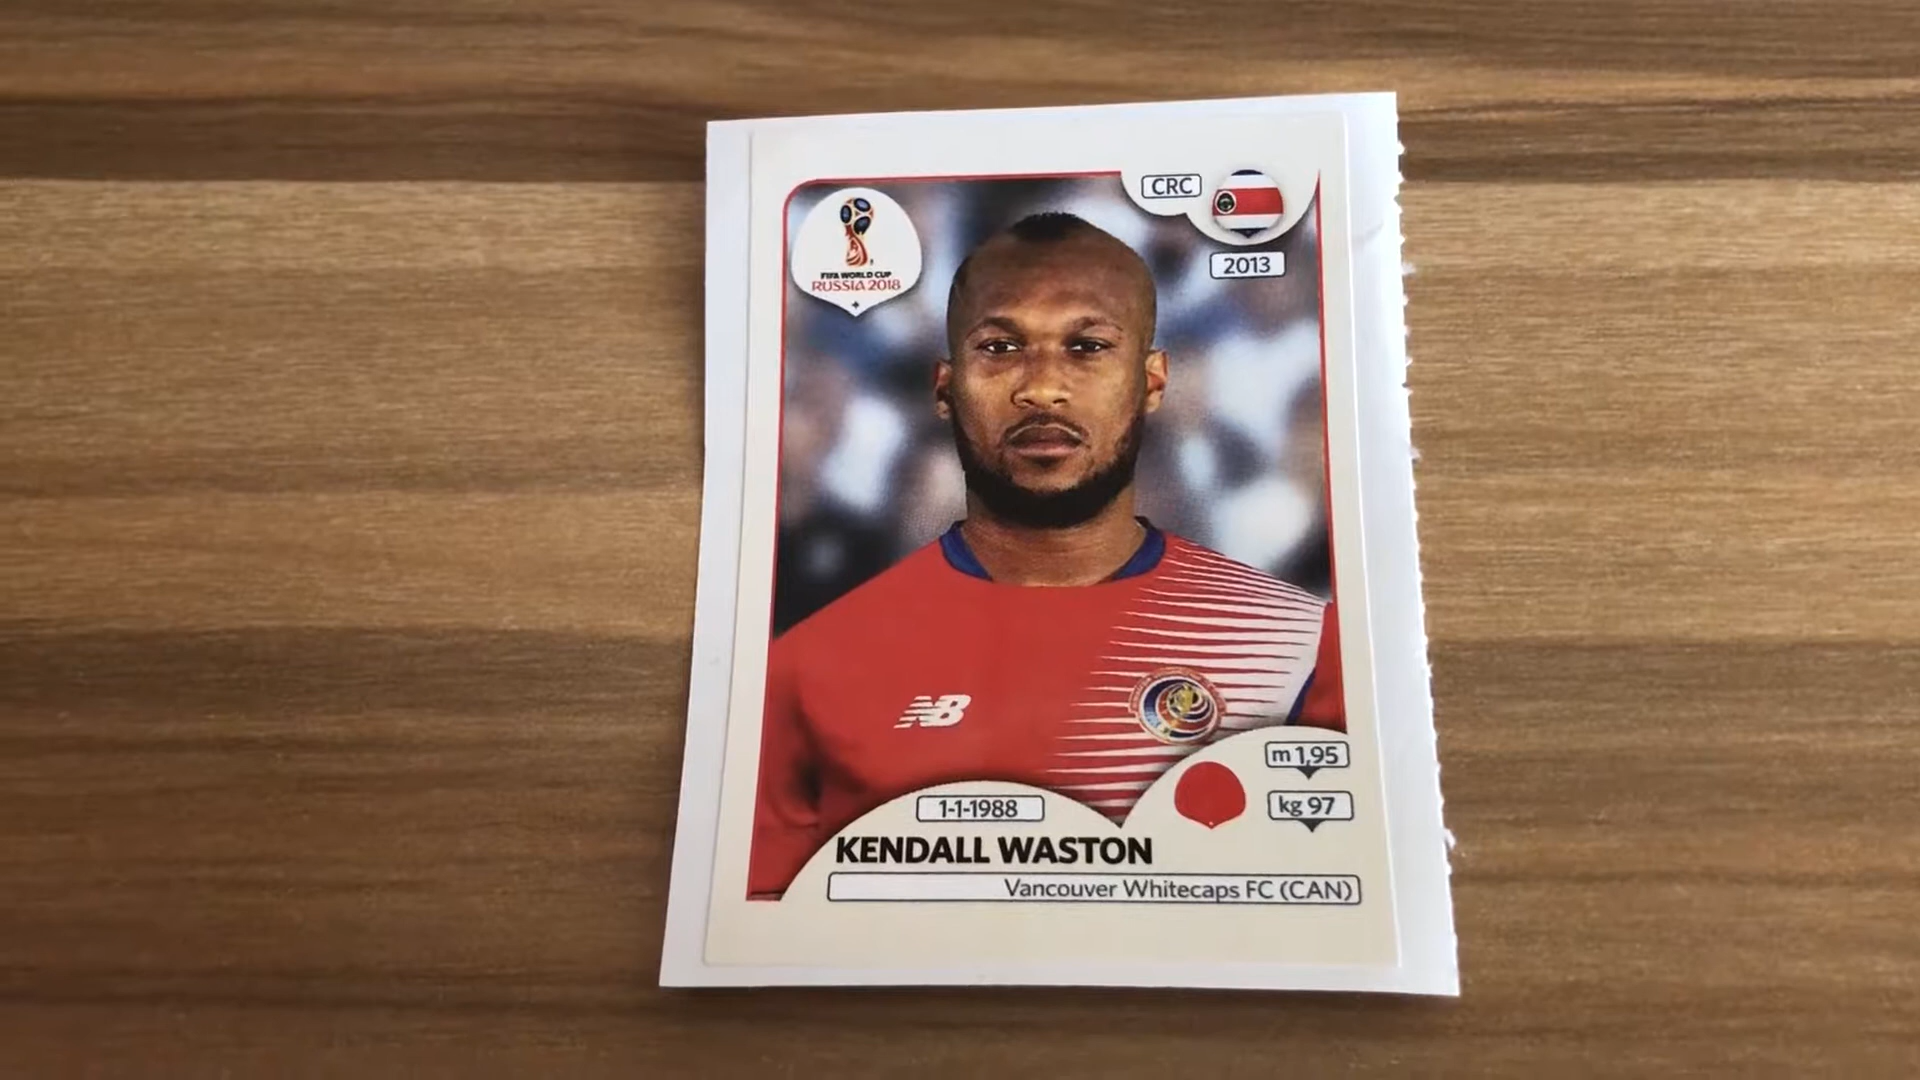 CRC
2013
FIFA WORLD CUP
RUSSIA 2018
NB
m 1,95
kg 97
1-1-1988
KENDALL WASTON
Vancouver Whitecaps FC (CAN)